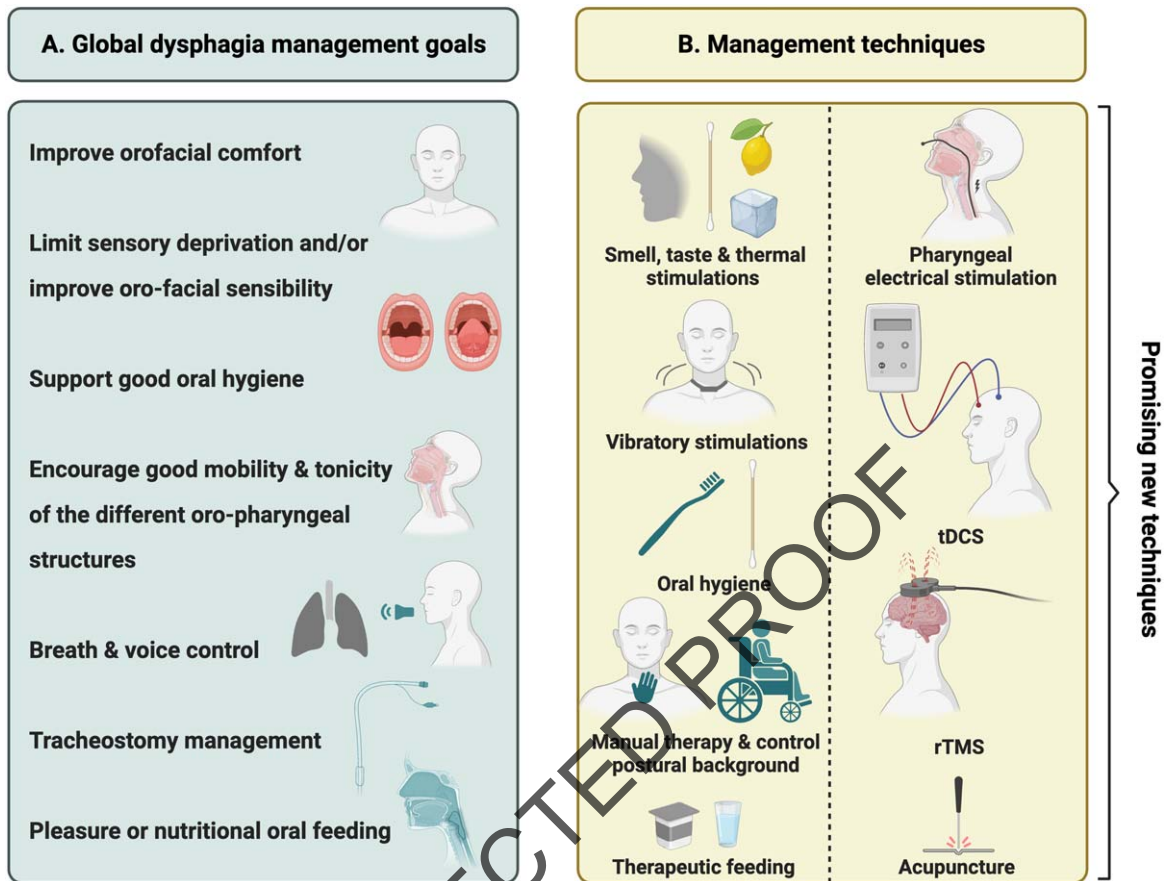 A. Global dysphagia management goals
Improve orofacial comfort
Limit sensory deprivation and/or
improve oro-facial sensibility
Support good oral hygiene
Encourage good mobility & tonicity
of the different oro-pharyngeal
structures
Breath & voice control
Tracheostomy management
Pleasure or nutritional oral feeding
B. Management techniques
Smell, taste & thermal
stimulations
Vibratory stimulations
Oral hygiene
Manual therapy & control
postural background
Therapeutic feeding
Pharyngeal
electrical stimulation
tDCS
rTMS
Acupuncture
Promising new techniques
ECTED PROOF